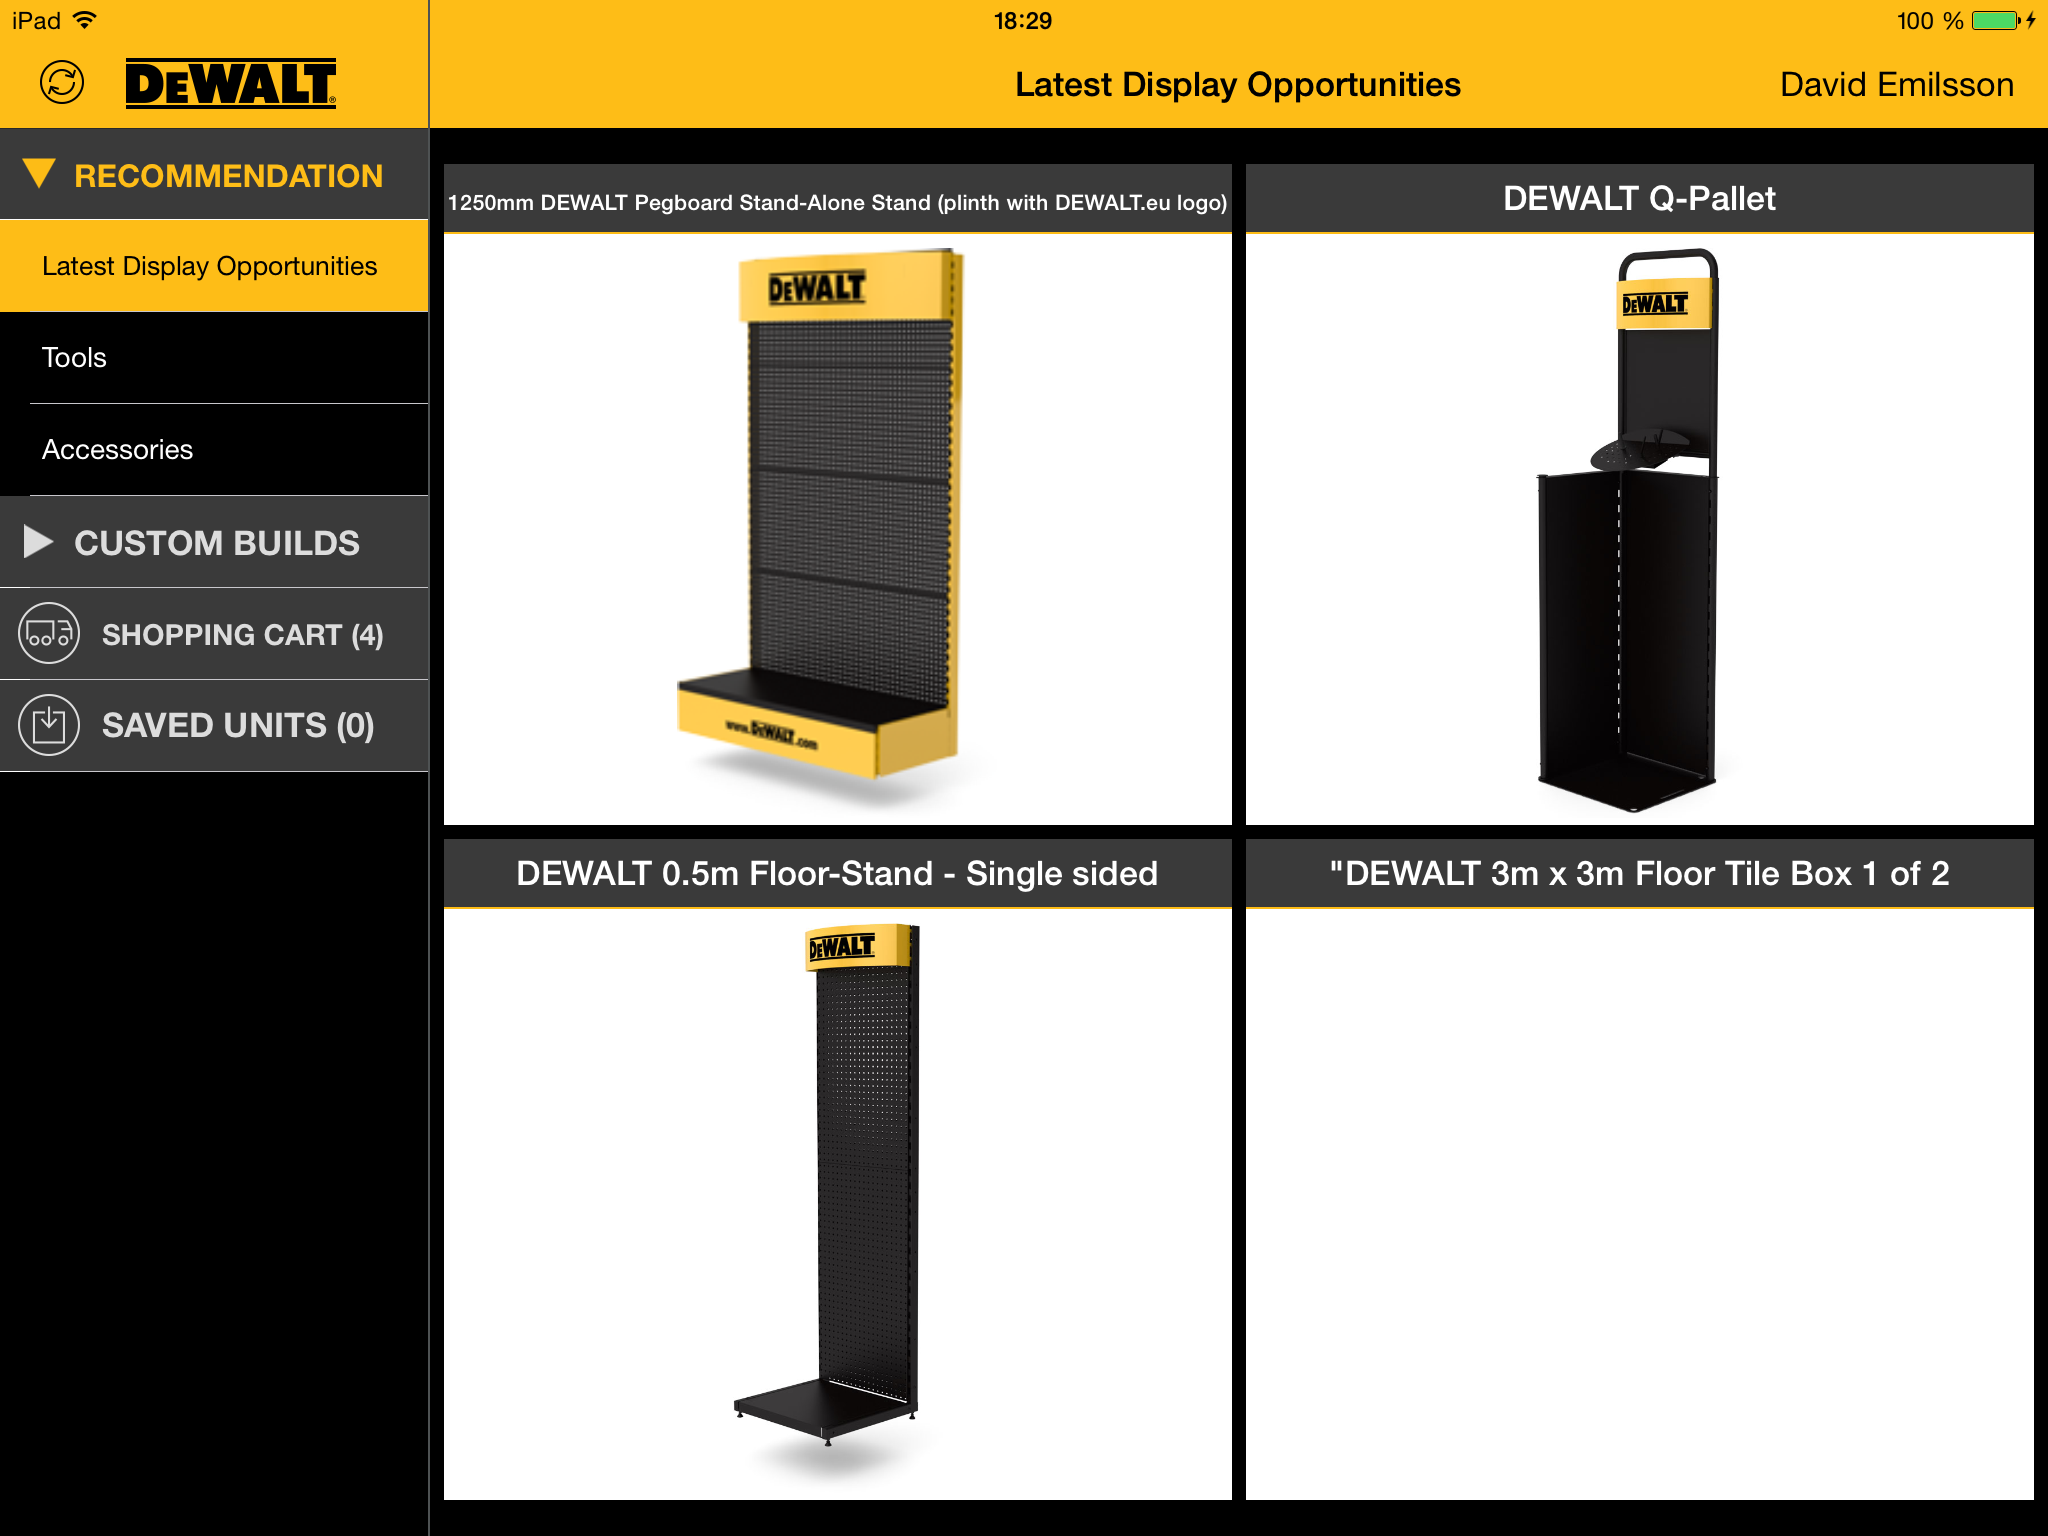 iPad
18:29
100 %
DEWALT
Latest Display Opportunities
David Emilsson
RECOMMENDATION
Latest Display Opportunities
Tools
Accessories
CUSTOM BUILDS
SHOPPING CART (4)
SAVED UNITS (0)
1250mm DEWALT Pegboard Stand-Alone Stand (plinth with DEWALT.eu logo)
DEWALT
www.DEWALT.com
DEWALT Q-Pallet
DEWALT
DEWALT 0.5m Floor-Stand - Single sided
DEWALT
"DEWALT 3m x 3m Floor Tile Box 1 of 2